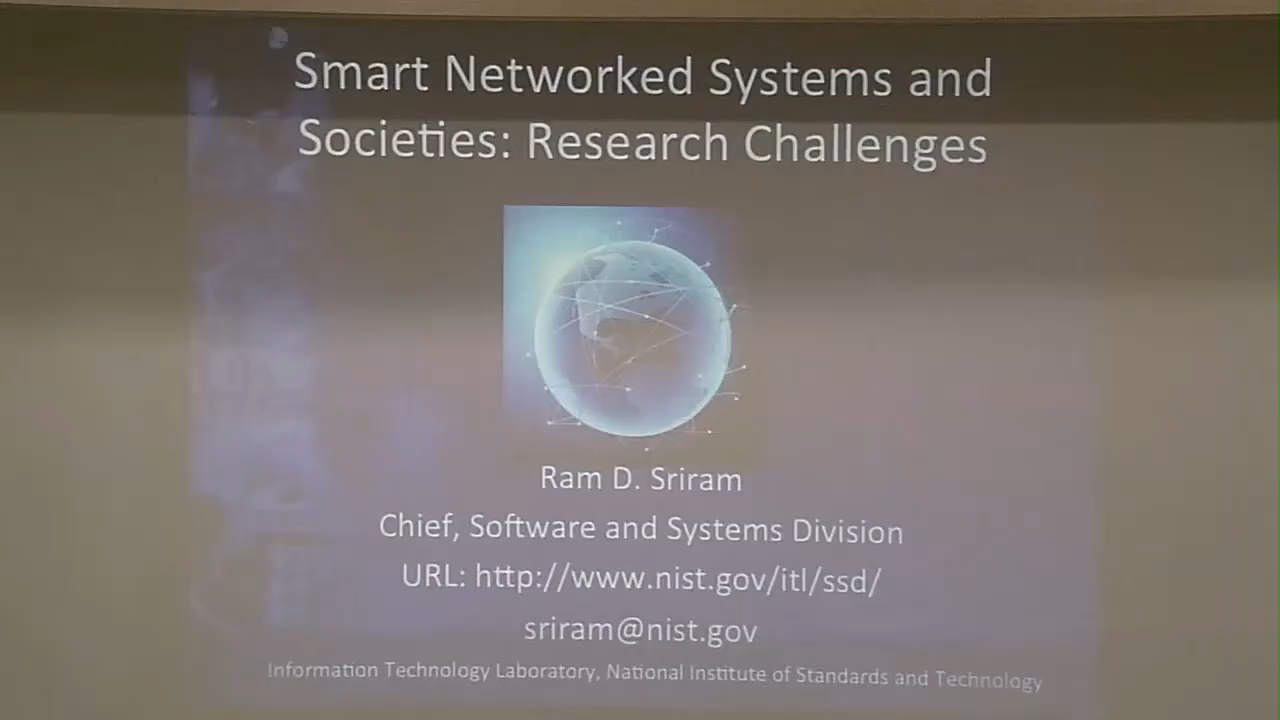 Smart Networked Systems and
Societies: Research Challenges
Ram D. Sriram
Chief, Software and Systems Division
URL: http://www.nist.gov/itl/ssd/
sriram@nist.gov
Information Technology Laboratory, National Institute of Standards and Technology